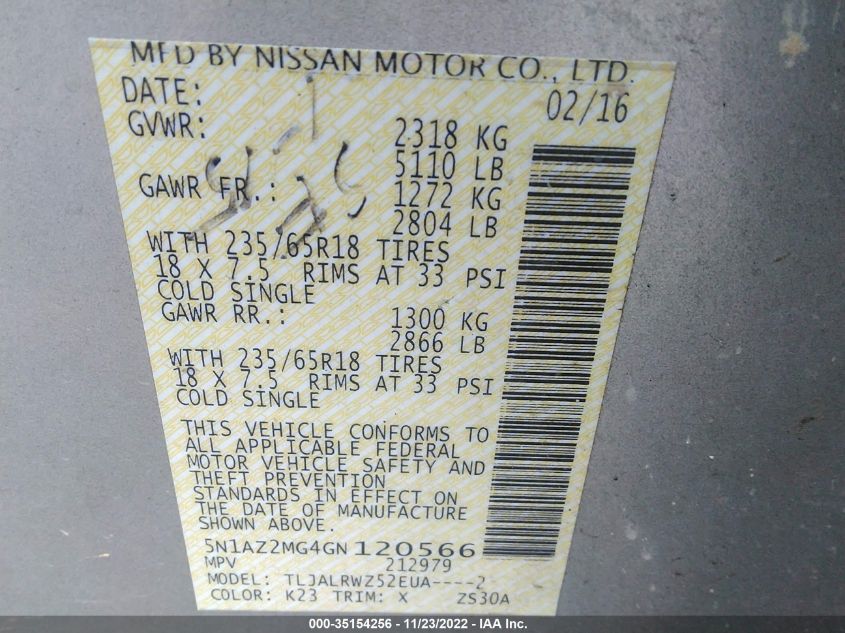 MFD BY NISSAN MOTOR CO., LTD.
DATE: 02/16
GVWR: 2318 KG
5110 LB
GAWR FR.: 1272 KG
2804 LB
WITH 235/65R18 TIRES
18 X 7.5 RIMS AT 33 PSI
COLD SINGLE
GAWR RR.: 1300 KG
2866 LB
WITH 235/65R18 TIRES
18 X 7.5 RIMS AT 33 PSI
COLD SINGLE
THIS VEHICLE CONFORMS TO
ALL APPLICABLE FEDERAL
MOTOR VEHICLE SAFETY AND
THEFT PREVENTION
STANDARDS IN EFFECT ON
THE DATE OF MANUFACTURE
SHOWN ABOVE.
5N1AZ2MG4GN120566
MPV 212979
MODEL: TLJALRWZ52EUA----2
COLOR: K23 TRIM: X ZS30A
000-35154256 - 11/23/2022 - IAA Inc.